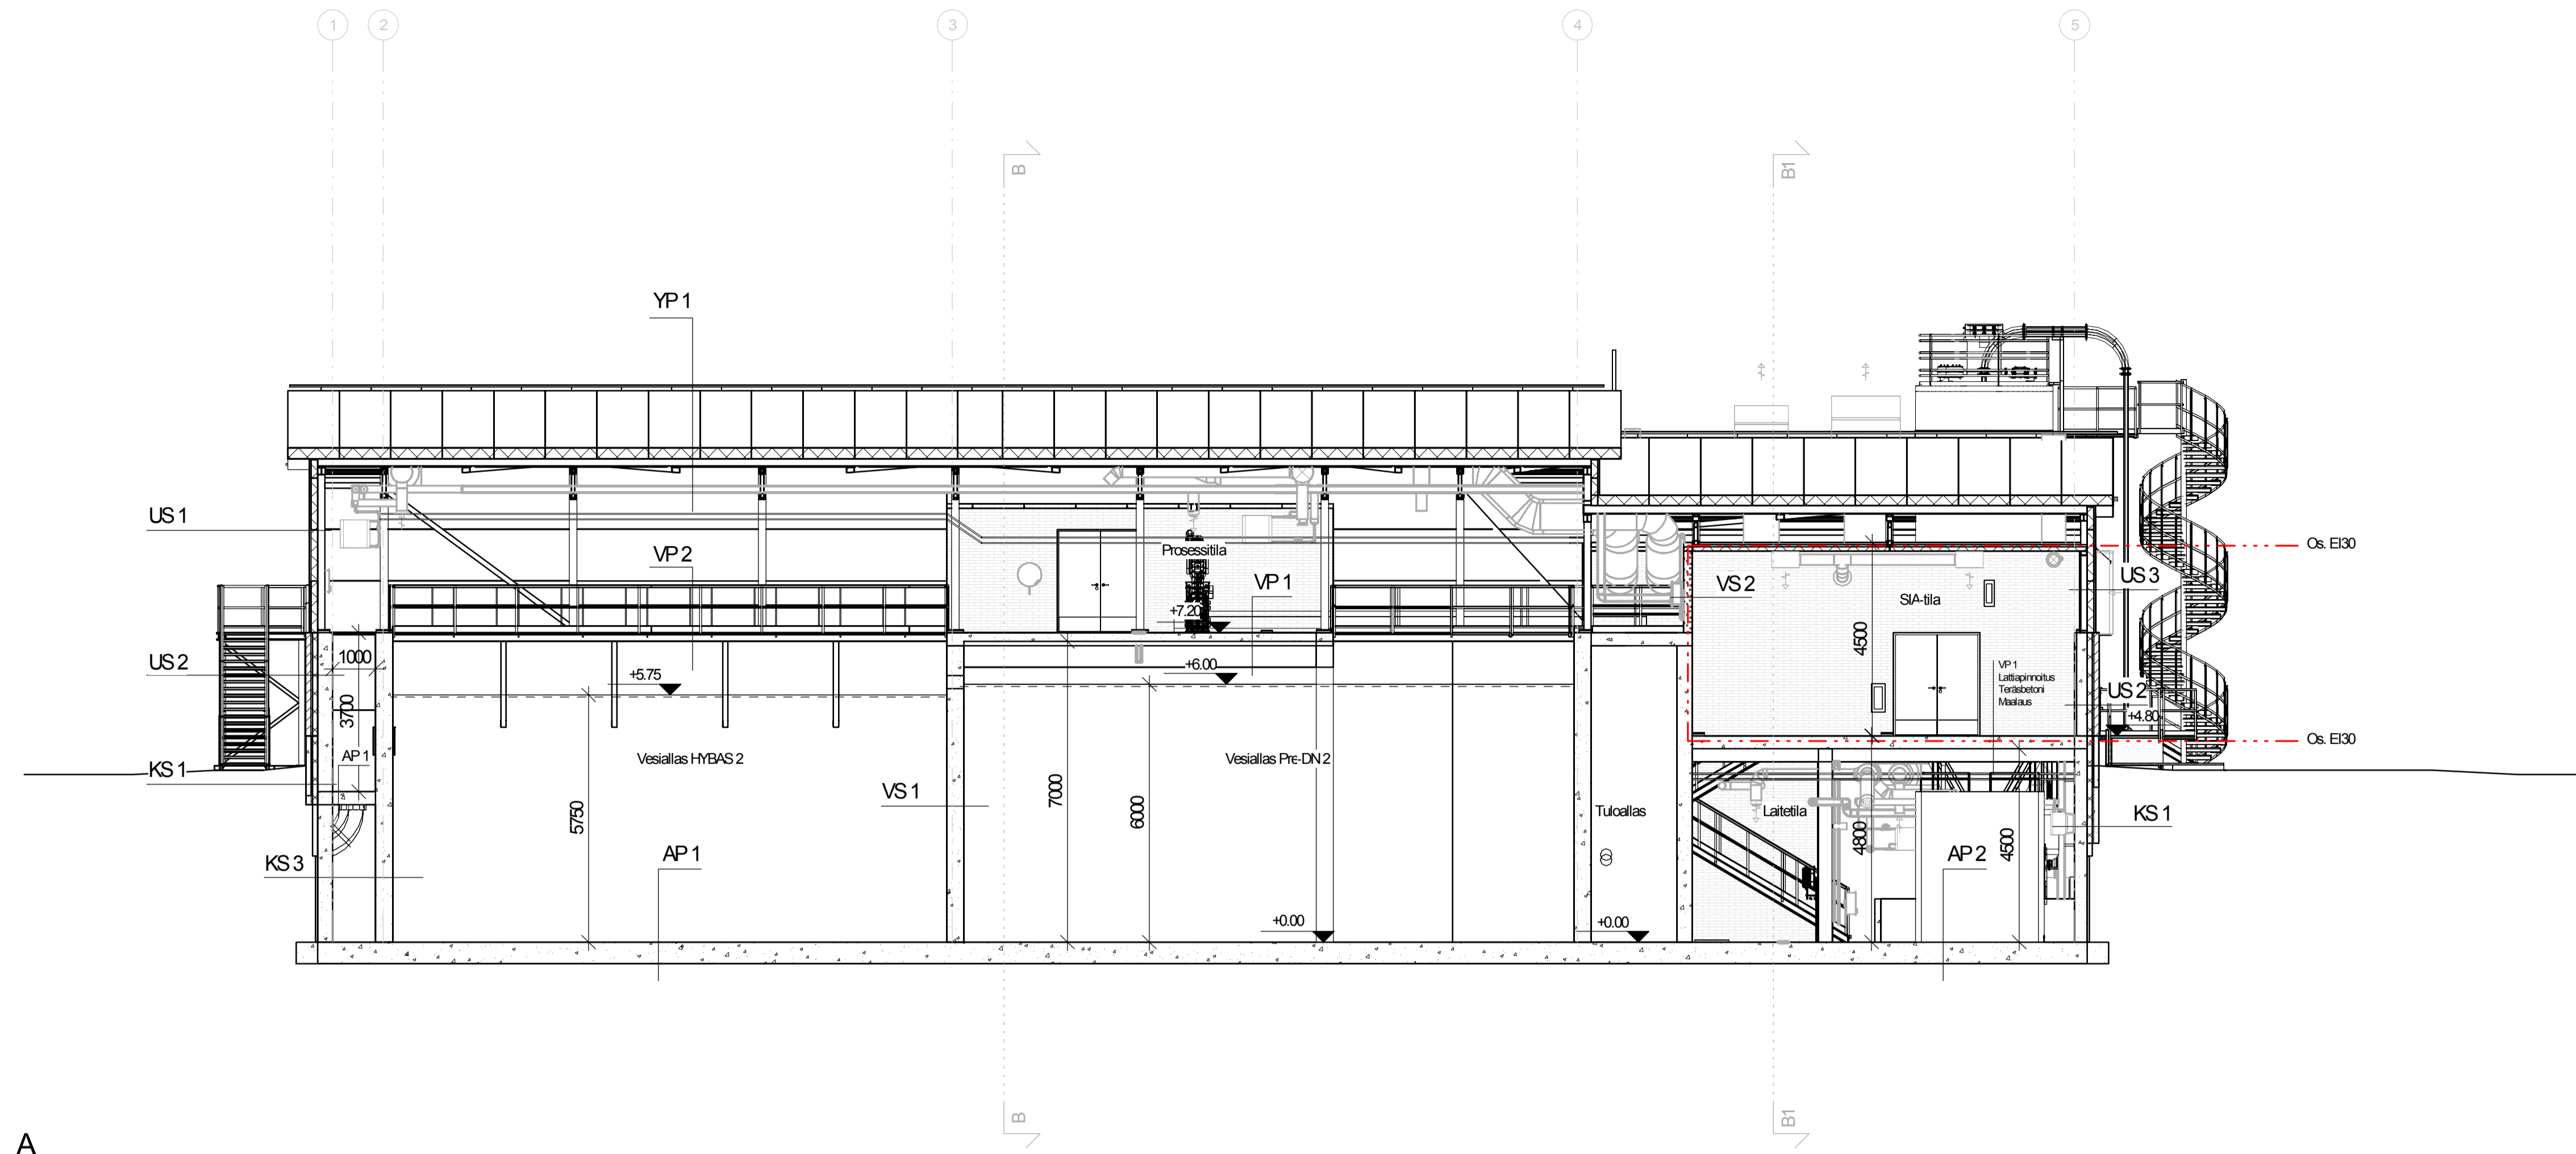 1
2
3
4
5
B
B1
YP 1
US 1
VP 2
Prosessitila
VP 1
VS 2
Os. EI30
US 3
SIA-tila
+7.20
4500
US 2
1000
+5.75
+6.00
VP 1
Lattiapinnoitus
Teräsbetoni
Maalaus
US 2
+4.80
3700
Os. EI30
AP 1
KS 1
Vesiallas HYBAS 2
Vesiallas Pre-DN 2
VS 1
7000
5750
6000
Tuloallas
Laitetila
KS 1
4800
4500
KS 3
AP 1
AP 2
+0.00
+0.00
B
B1
A